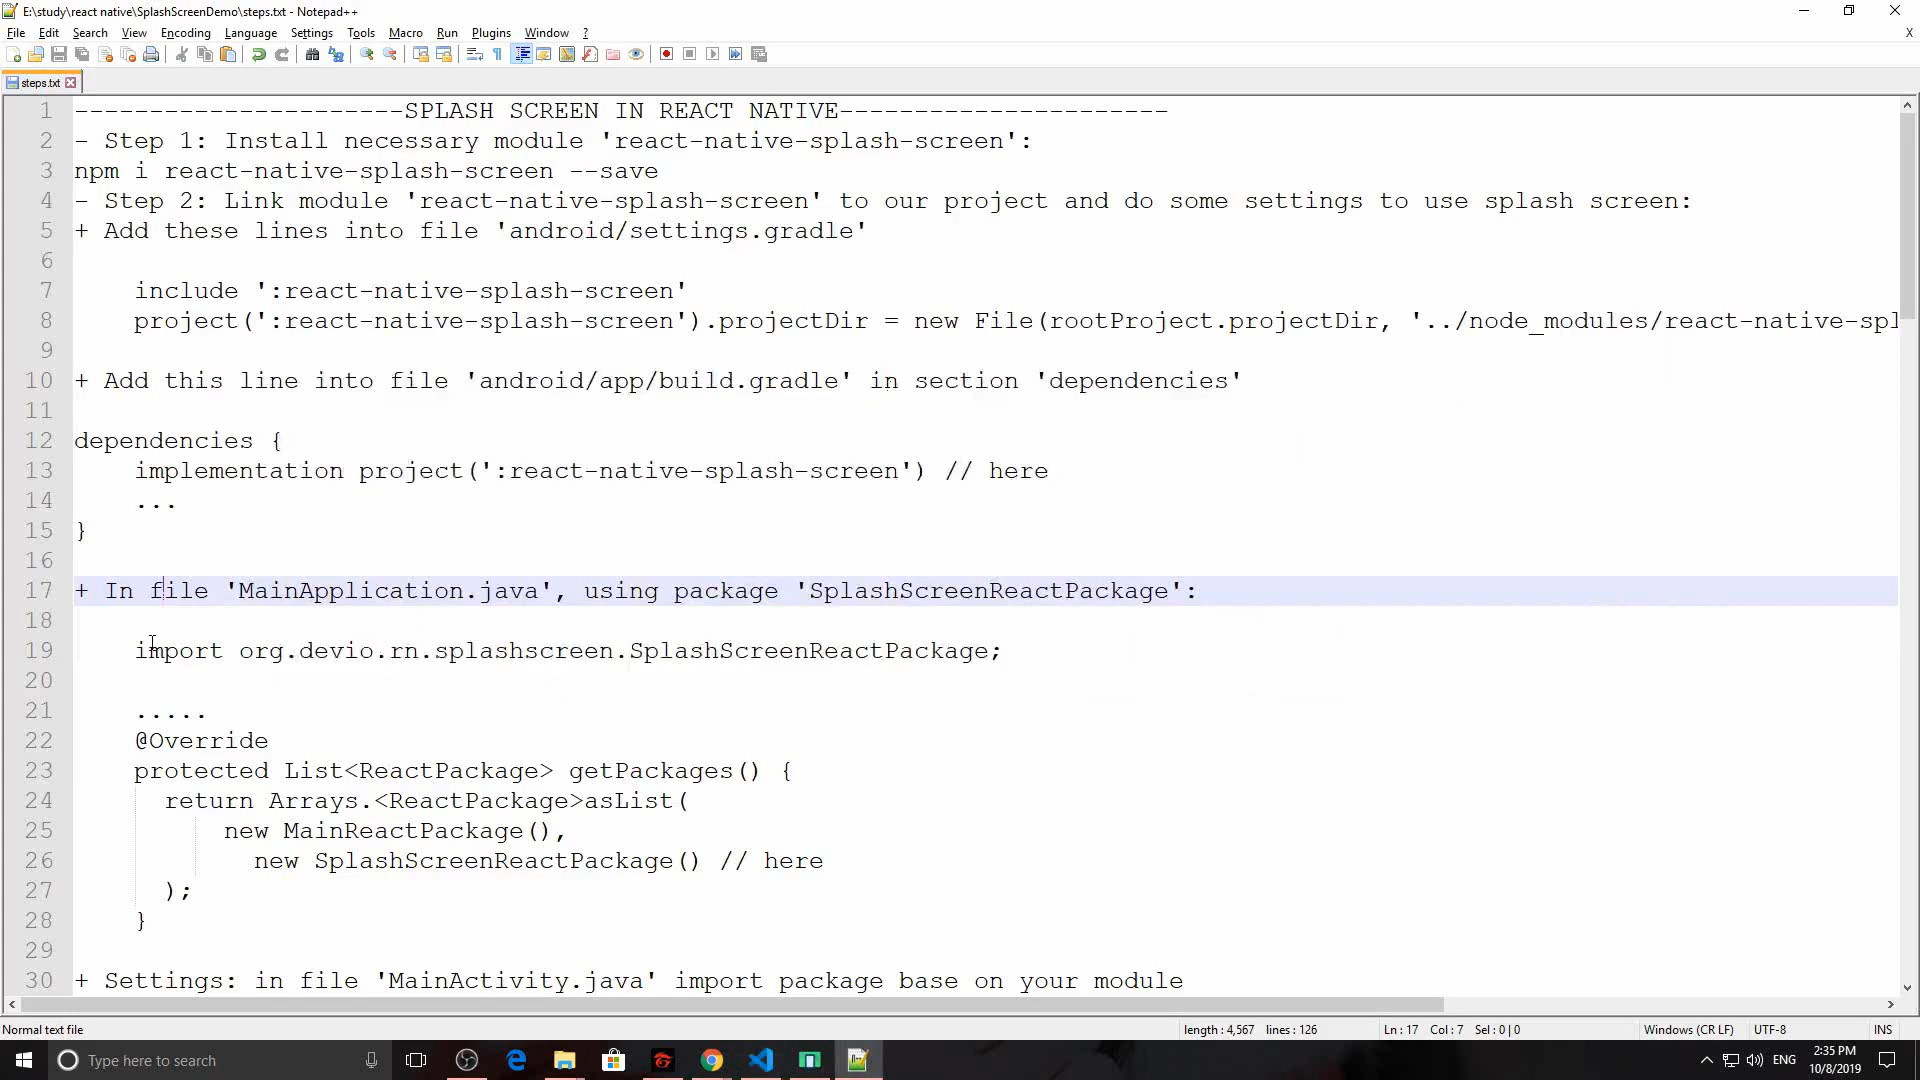 E:\study\react native\SplashScreenDemo\steps.txt - Notepad++
File Edit Search View Encoding Language Settings Tools Macro Run Plugins Window ? X
steps.txt
1 ----------------------SPLASH SCREEN IN REACT NATIVE----------------------
2 - Step 1: Install necessary module 'react-native-splash-screen':
3 npm i react-native-splash-screen --save
4 - Step 2: Link module 'react-native-splash-screen' to our project and do some settings to use splash screen:
5 + Add these lines into file 'android/settings.gradle'
6
7 include ':react-native-splash-screen'
8 project(':react-native-splash-screen').projectDir = new File(rootProject.projectDir, '../node_modules/react-native-spl
9
10 + Add this line into file 'android/app/build.gradle' in section 'dependencies'
11
12 dependencies {
13 implementation project(':react-native-splash-screen') // here
14 ...
15 }
16
17 + In file 'MainApplication.java', using package 'SplashScreenReactPackage':
18
19 import org.devio.rn.splashscreen.SplashScreenReactPackage;
20
21 .....
22 @Override
23 protected List<ReactPackage> getPackages() {
24 return Arrays.<ReactPackage>asList(
25 new MainReactPackage(),
26 new SplashScreenReactPackage() // here
27 );
28 }
29
30 + Settings: in file 'MainActivity.java' import package base on your module
Normal text file length : 4,567 lines : 126 Ln : 17 Col : 7 Sel : 0 | 0 Windows (CR LF) UTF-8 INS
Type here to search ENG 2:35 PM
10/8/2019